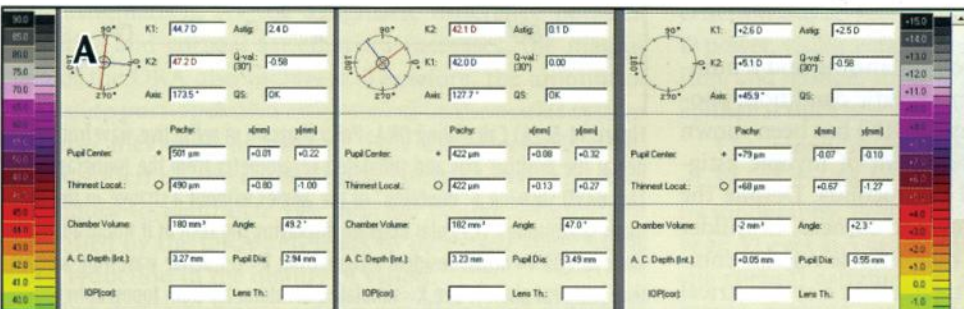 90.0
85.0
80.0
75.0
70.0
A
90°
180°
0°
270°
K1: 44.7 D Astig: 2.4 D
K2: 47.2 D Q-val.: (30°) -0.58
Axis: 173.5° QS: OK
Pachy: x[mm] y[mm]
Pupil Center: + 501 µm +0.01 +0.22
Thinnest Locat.: O 490 µm +0.80 -1.00
Chamber Volume: 180 mm³ Angle: 49.2°
A. C. Depth (Int.): 3.27 mm Pupil Dia: 2.94 mm
IOP(cor): Lens Th.:
44.0
43.0
42.0
41.0
40.0
90°
180°
0°
270°
K2: 42.1 D Astig: 0.1 D
K1: 42.0 D Q-val.: (30°) 0.00
Axis: 127.7° QS: OK
Pachy: x[mm] y[mm]
Pupil Center: + 422 µm +0.08 +0.32
Thinnest Locat.: O 422 µm +0.13 +0.27
Chamber Volume: 182 mm³ Angle: 47.0°
A. C. Depth (Int.): 3.23 mm Pupil Dia: 3.49 mm
IOP(cor): Lens Th.:
90°
180°
0°
270°
K1: +2.6 D Astig: +2.5 D
K2: +5.1 D Q-val.: (30°) -0.58
Axis: +45.9° QS:
Pachy: x[mm] y[mm]
Pupil Center: + +79 µm -0.07 -0.10
Thinnest Locat.: O +68 µm +0.67 -1.27
Chamber Volume: -2 mm³ Angle: +2.3°
A. C. Depth (Int.): +0.05 mm Pupil Dia: -0.55 mm
IOP(cor): Lens Th.:
+15.0
+14.0
+13.0
+12.0
+11.0
+4.0
+3.0
+2.0
+1.0
0.0
-1.0